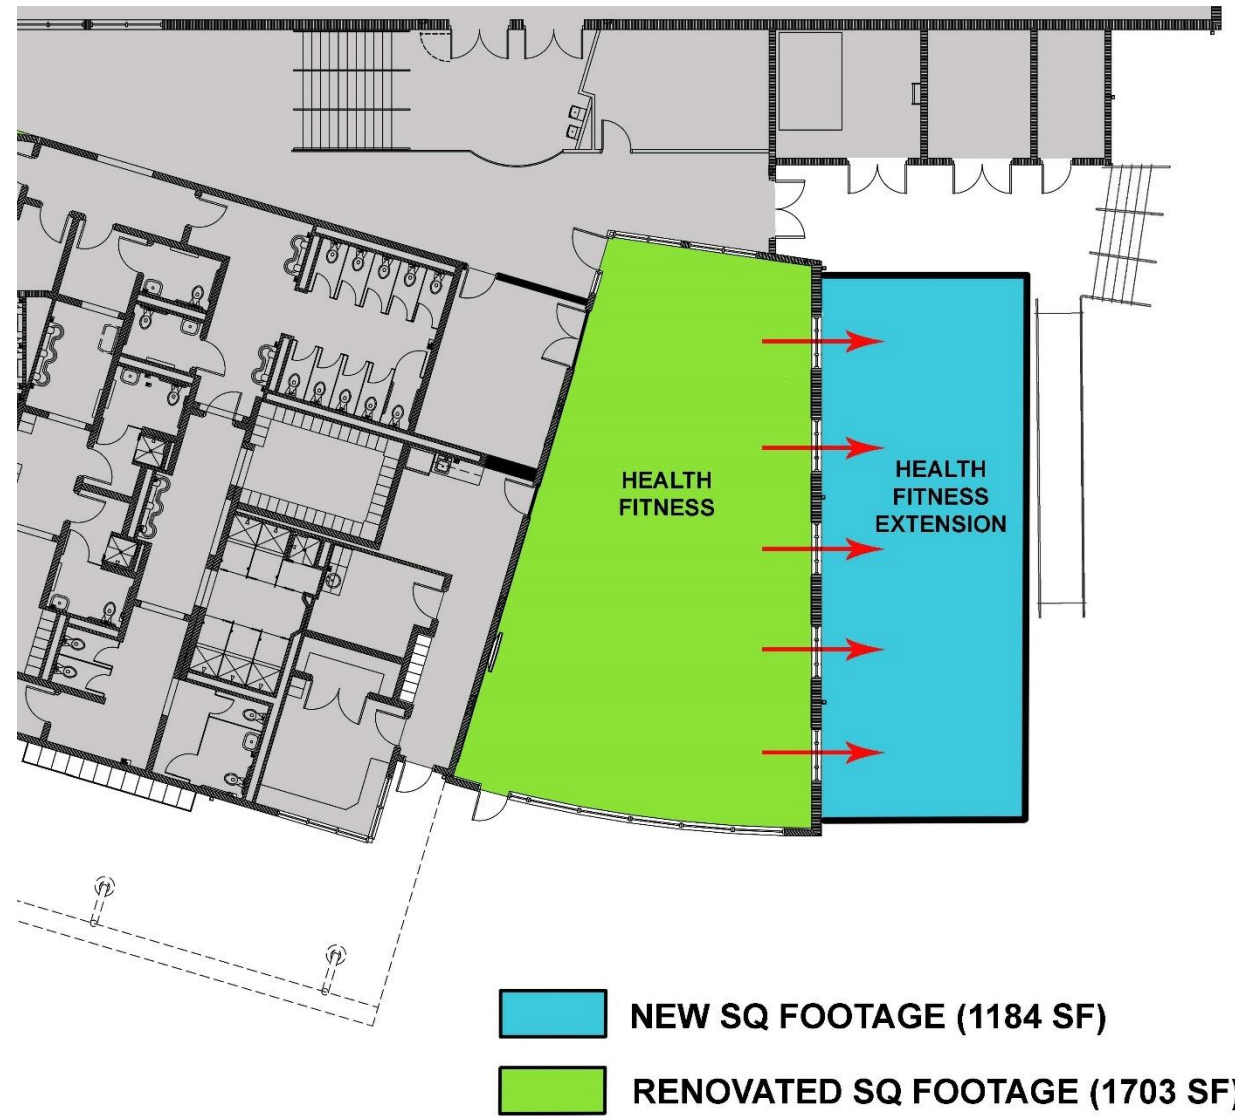 HEALTH
FITNESS
HEALTH
FITNESS
EXTENSION
NEW SQ FOOTAGE (1184 SF)
RENOVATED SQ FOOTAGE (1703 SF)